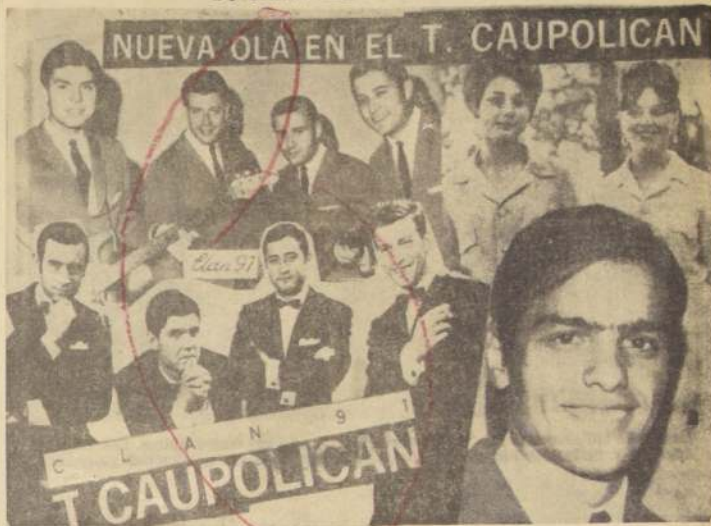 NUEVA OLA EN EL T. CAUPOLICAN
Clan 91
C L A N 9 1
T CAUPOLICAN